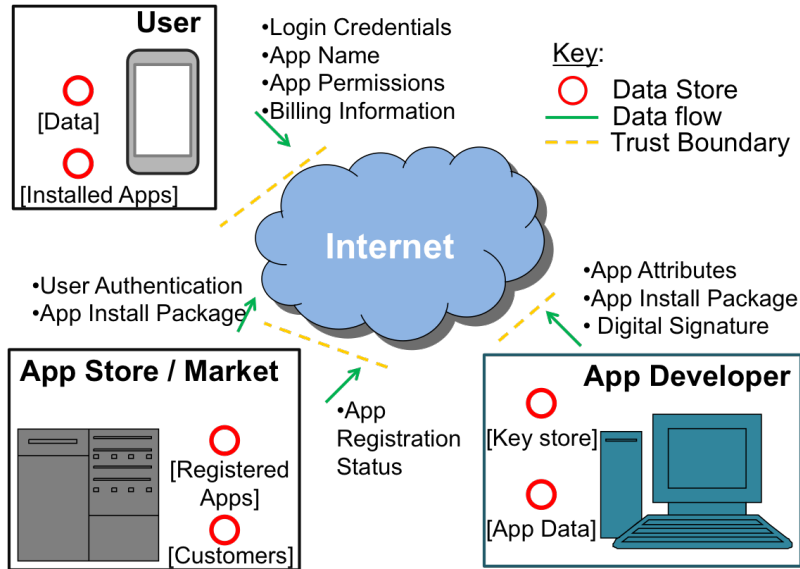 User
[Data]
[Installed Apps]
•Login Credentials
•App Name
•App Permissions
•Billing Information
Key:
Data Store
Data flow
Trust Boundary
Internet
•User Authentication
•App Install Package
•App Attributes
•App Install Package
• Digital Signature
App Store / Market
[Registered
Apps]
[Customers]
•App
Registration
Status
App Developer
[Key store]
[App Data]